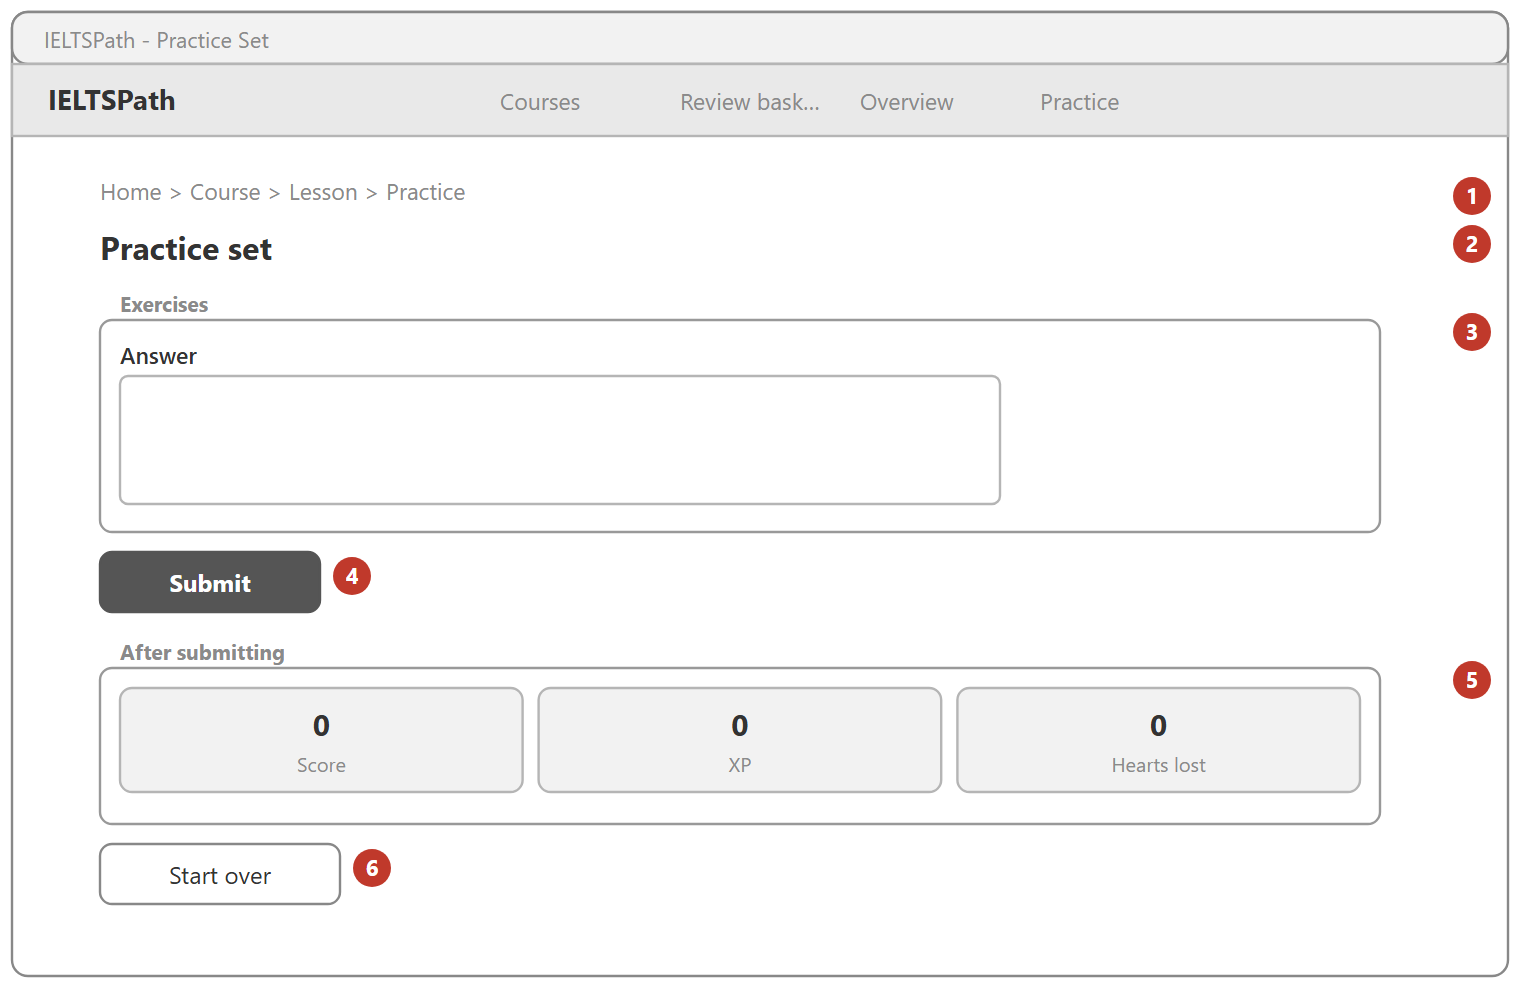 IELTSPath - Practice Set
IELTSPath Courses Review bask... Overview Practice
Home > Course > Lesson > Practice 1
Practice set 2
Exercises
3
Answer
Submit 4
After submitting
5
0 0 0
Score XP Hearts lost
Start over 6